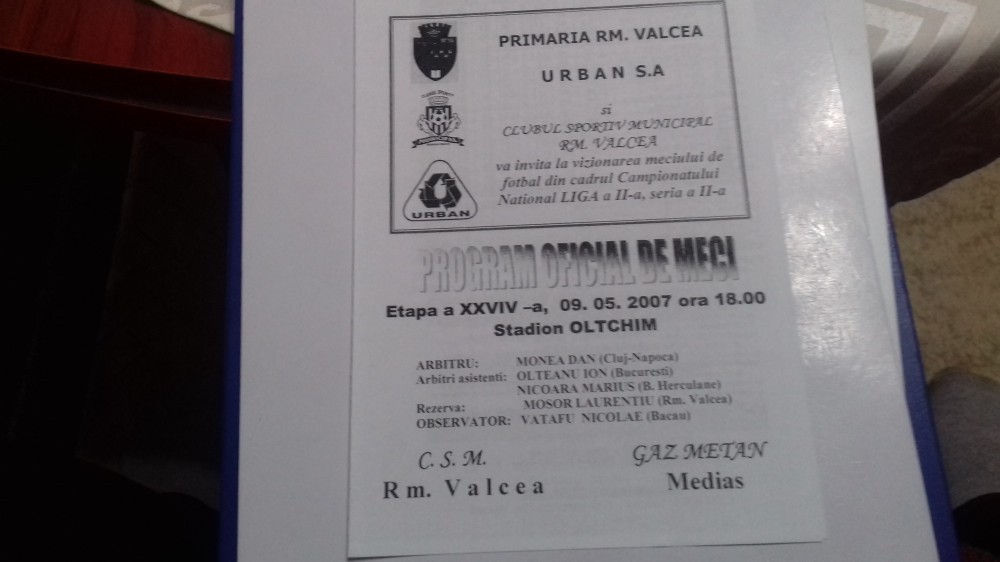 PRIMARIA RM. VALCEA
URBAN S.A
si
CLUBUL SPORTIV MUNICIPAL
RM. VALCEA
va invita la vizionarea meciului de
fotbal din cadrul Campionatului
National LIGA a II-a, seria a II-a
URBAN
PROGRAM OFICIAL DE MECI
Etapa a XXVIV –a, 09. 05. 2007 ora 18.00
Stadion OLTCHIM
ARBITRU: MONEA DAN (Cluj-Napoca)
Arbitri asistenti: OLTEANU ION (Bucuresti)
NICOARA MARIUS (B. Herculane)
Rezerva: MOSOR LAURENTIU (Rm. Valcea)
OBSERVATOR: VATAFU NICOLAE (Bacau)
C. S. M.
Rm. Valcea
GAZ METAN
Medias